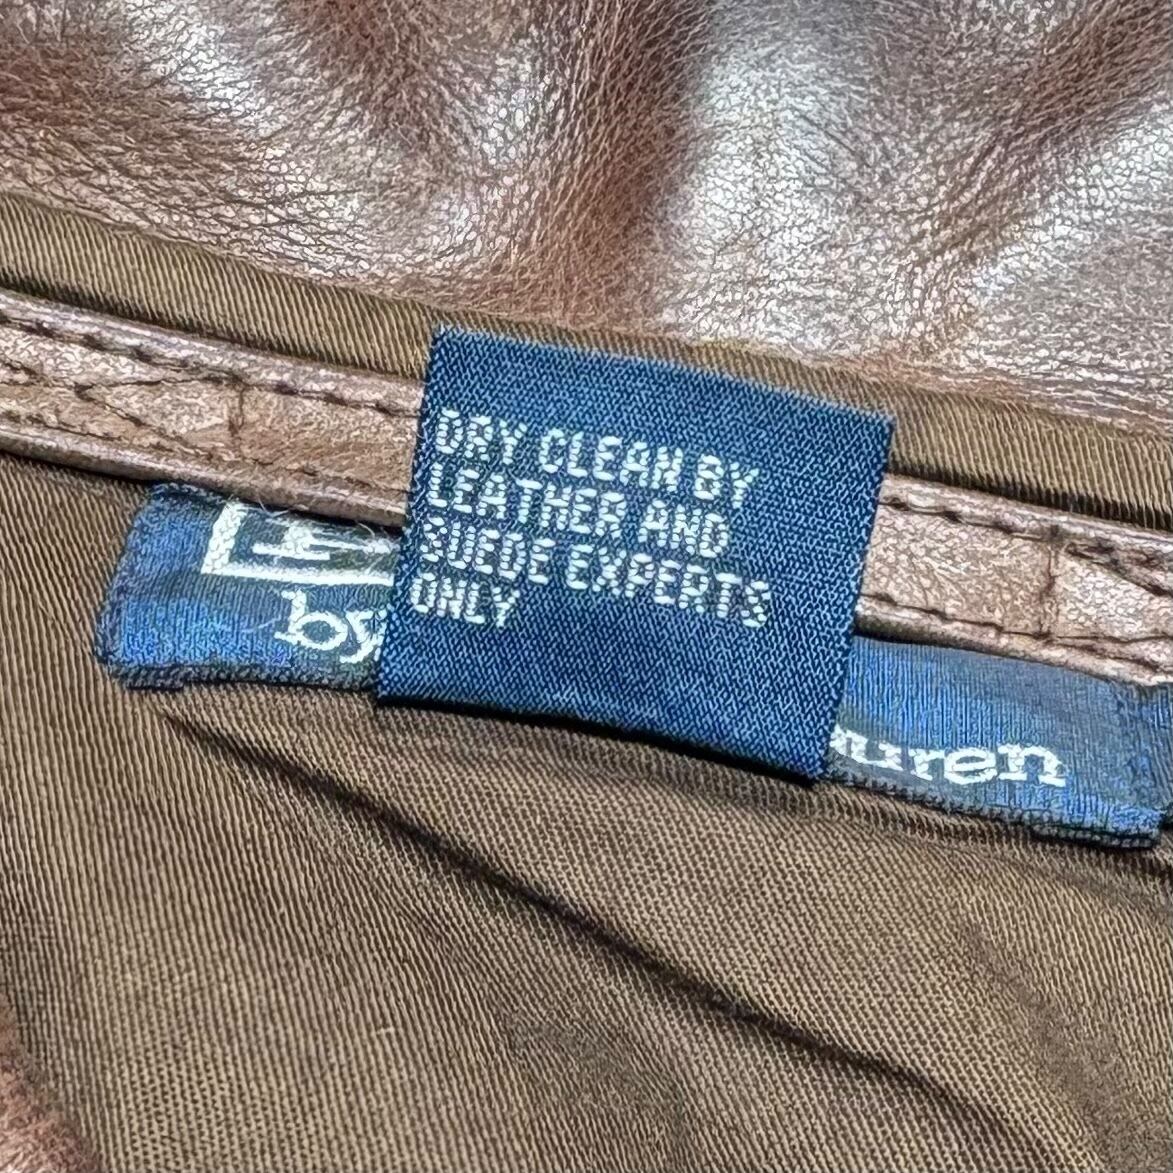 DRY CLEAN BY
LEATHER AND
SUEDE EXPERTS
ONLY
by
uren